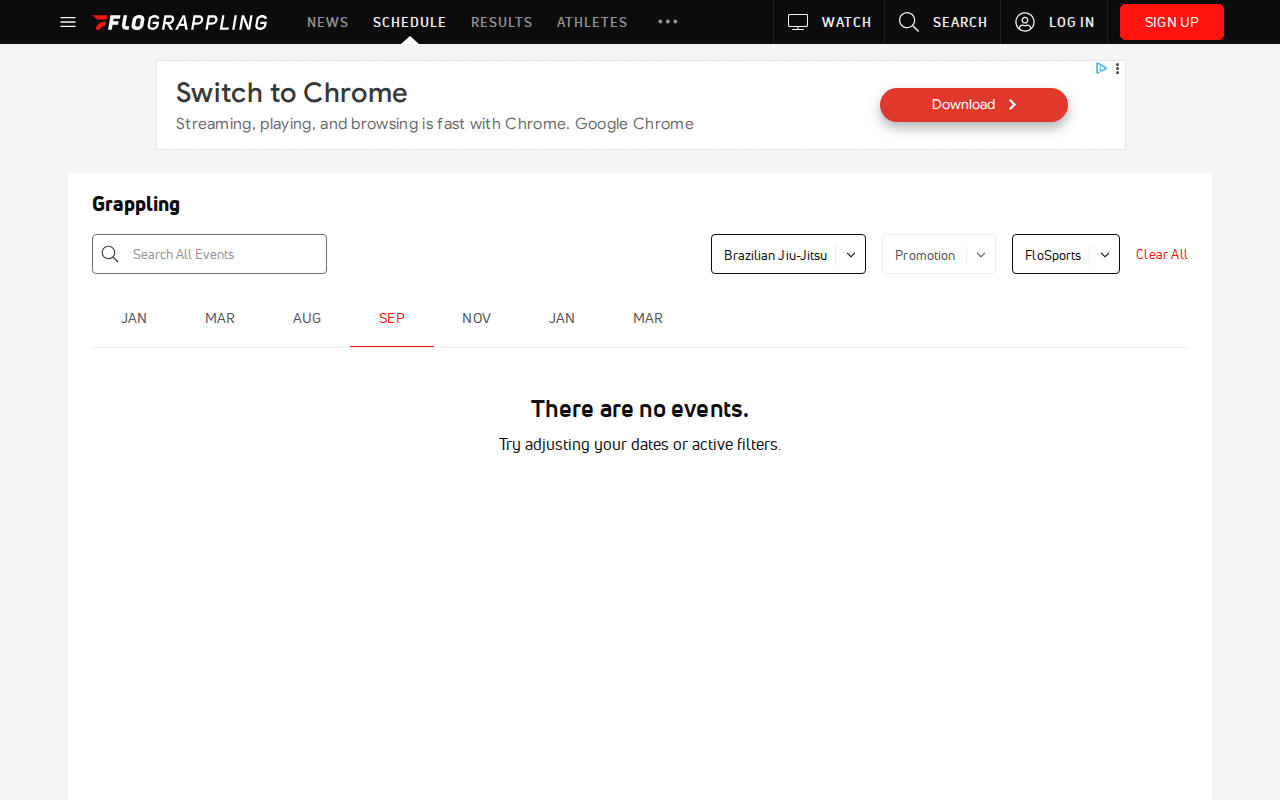 FLOGRAPPLING NEWS SCHEDULE RESULTS ATHLETES WATCH SEARCH LOG IN SIGN UP
Switch to Chrome
Streaming, playing, and browsing is fast with Chrome. Google Chrome
Download
Grappling
Search All Events Brazilian Jiu-Jitsu Promotion FloSports Clear All
JAN MAR AUG SEP NOV JAN MAR
There are no events.
Try adjusting your dates or active filters.